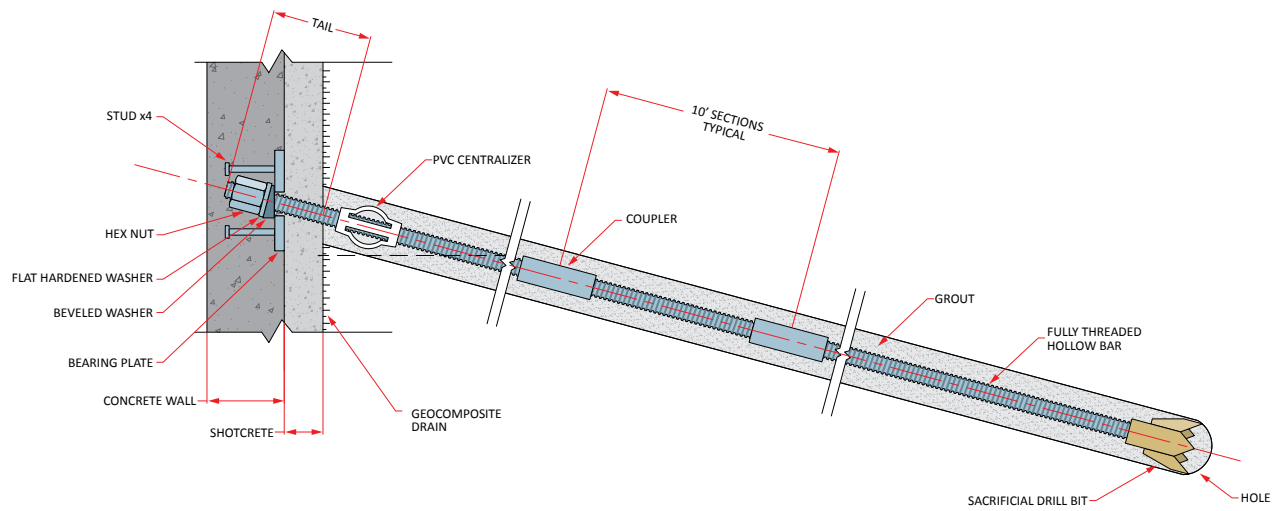 TAIL
10’ SECTIONS
TYPICAL
STUD x4
PVC CENTRALIZER
COUPLER
HEX NUT
FLAT HARDENED WASHER
BEVELED WASHER
BEARING PLATE
CONCRETE WALL
SHOTCRETE
GEOCOMPOSITE
DRAIN
GROUT
FULLY THREADED
HOLLOW BAR
SACRIFICIAL DRILL BIT
HOLE